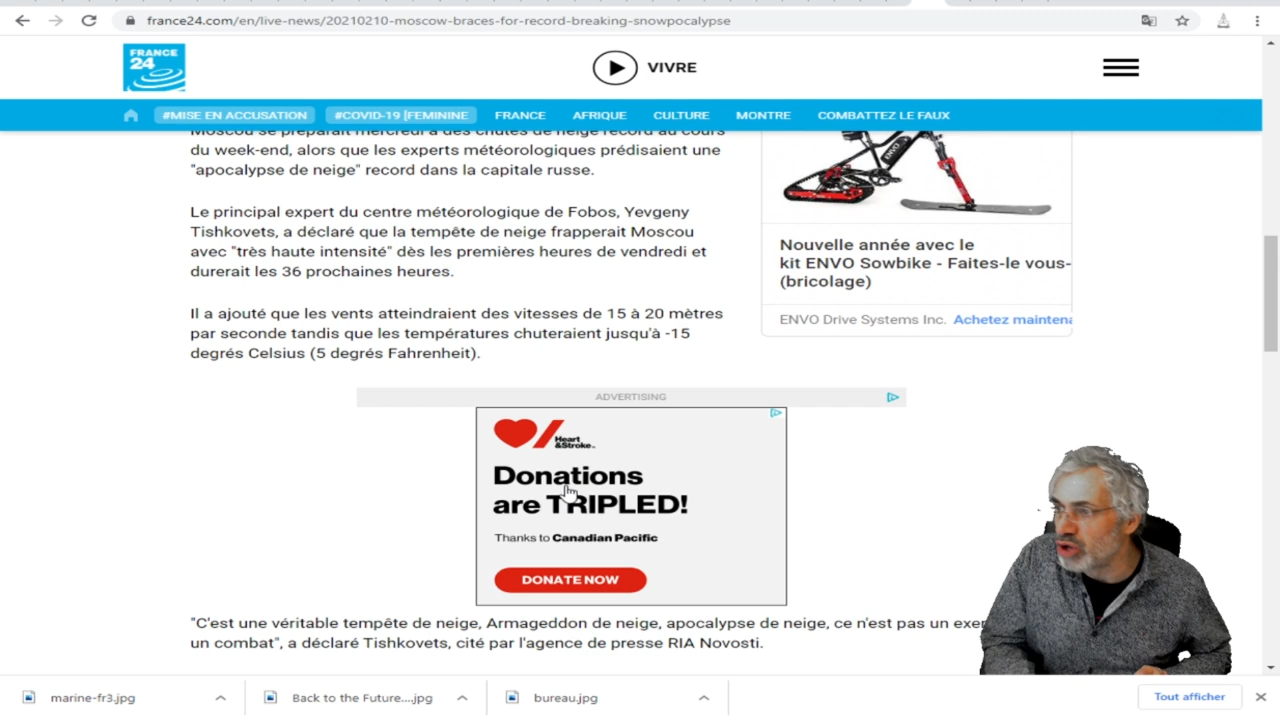 france24.com/en/live-news/20210210-moscow-braces-for-record-breaking-snowpocalypse
FRANCE
24
VIVRE
#MISE EN ACCUSATION
#COVID-19 [FEMININE
FRANCE
AFRIQUE
CULTURE
MONTRE
COMBATTEZ LE FAUX
Moscou se préparait mercredi à des chutes de neige record au cours
du week-end, alors que les experts météorologiques prédisaient une
"apocalypse de neige" record dans la capitale russe.
Le principal expert du centre météorologique de Fobos, Yevgeny
Tishkovets, a déclaré que la tempête de neige frapperait Moscou
avec "très haute intensité" dès les premières heures de vendredi et
durerait les 36 prochaines heures.
Il a ajouté que les vents atteindraient des vitesses de 15 à 20 mètres
par seconde tandis que les températures chuteraient jusqu'à -15
degrés Celsius (5 degrés Fahrenheit).
ENVO
Nouvelle année avec le
kit ENVO Sowbike - Faites-le vous-
(bricolage)
ENVO Drive Systems Inc. Achetez maintena
ADVERTISING
Heart
&Stroke™
Donations
are TRIPLED!
Thanks to Canadian Pacific
DONATE NOW
"C'est une véritable tempête de neige, Armageddon de neige, apocalypse de neige, ce n'est pas un exer
un combat", a déclaré Tishkovets, cité par l'agence de presse RIA Novosti.
marine-fr3.jpg
Back to the Future....jpg
bureau.jpg
Tout afficher